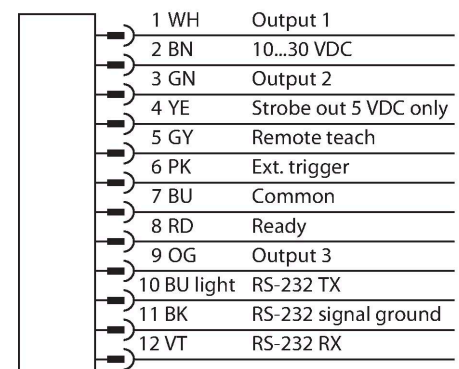 1 WH Output 1
2 BN 10...30 VDC
3 GN Output 2
4 YE Strobe out 5 VDC only
5 GY Remote teach
6 PK Ext. trigger
7 BU Common
8 RD Ready
9 OG Output 3
10 BU light RS-232 TX
11 BK RS-232 signal ground
12 VT RS-232 RX